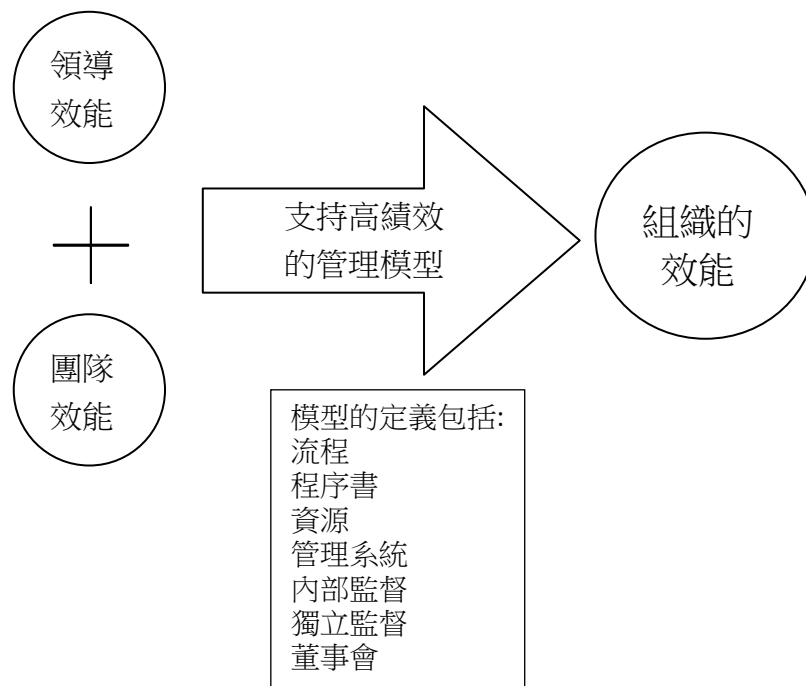 領導
效能
團隊
效能
支持高績效
的管理模型
組織的
效能
模型的定義包括:
流程
程序書
資源
管理系統
內部監督
獨立監督
董事會